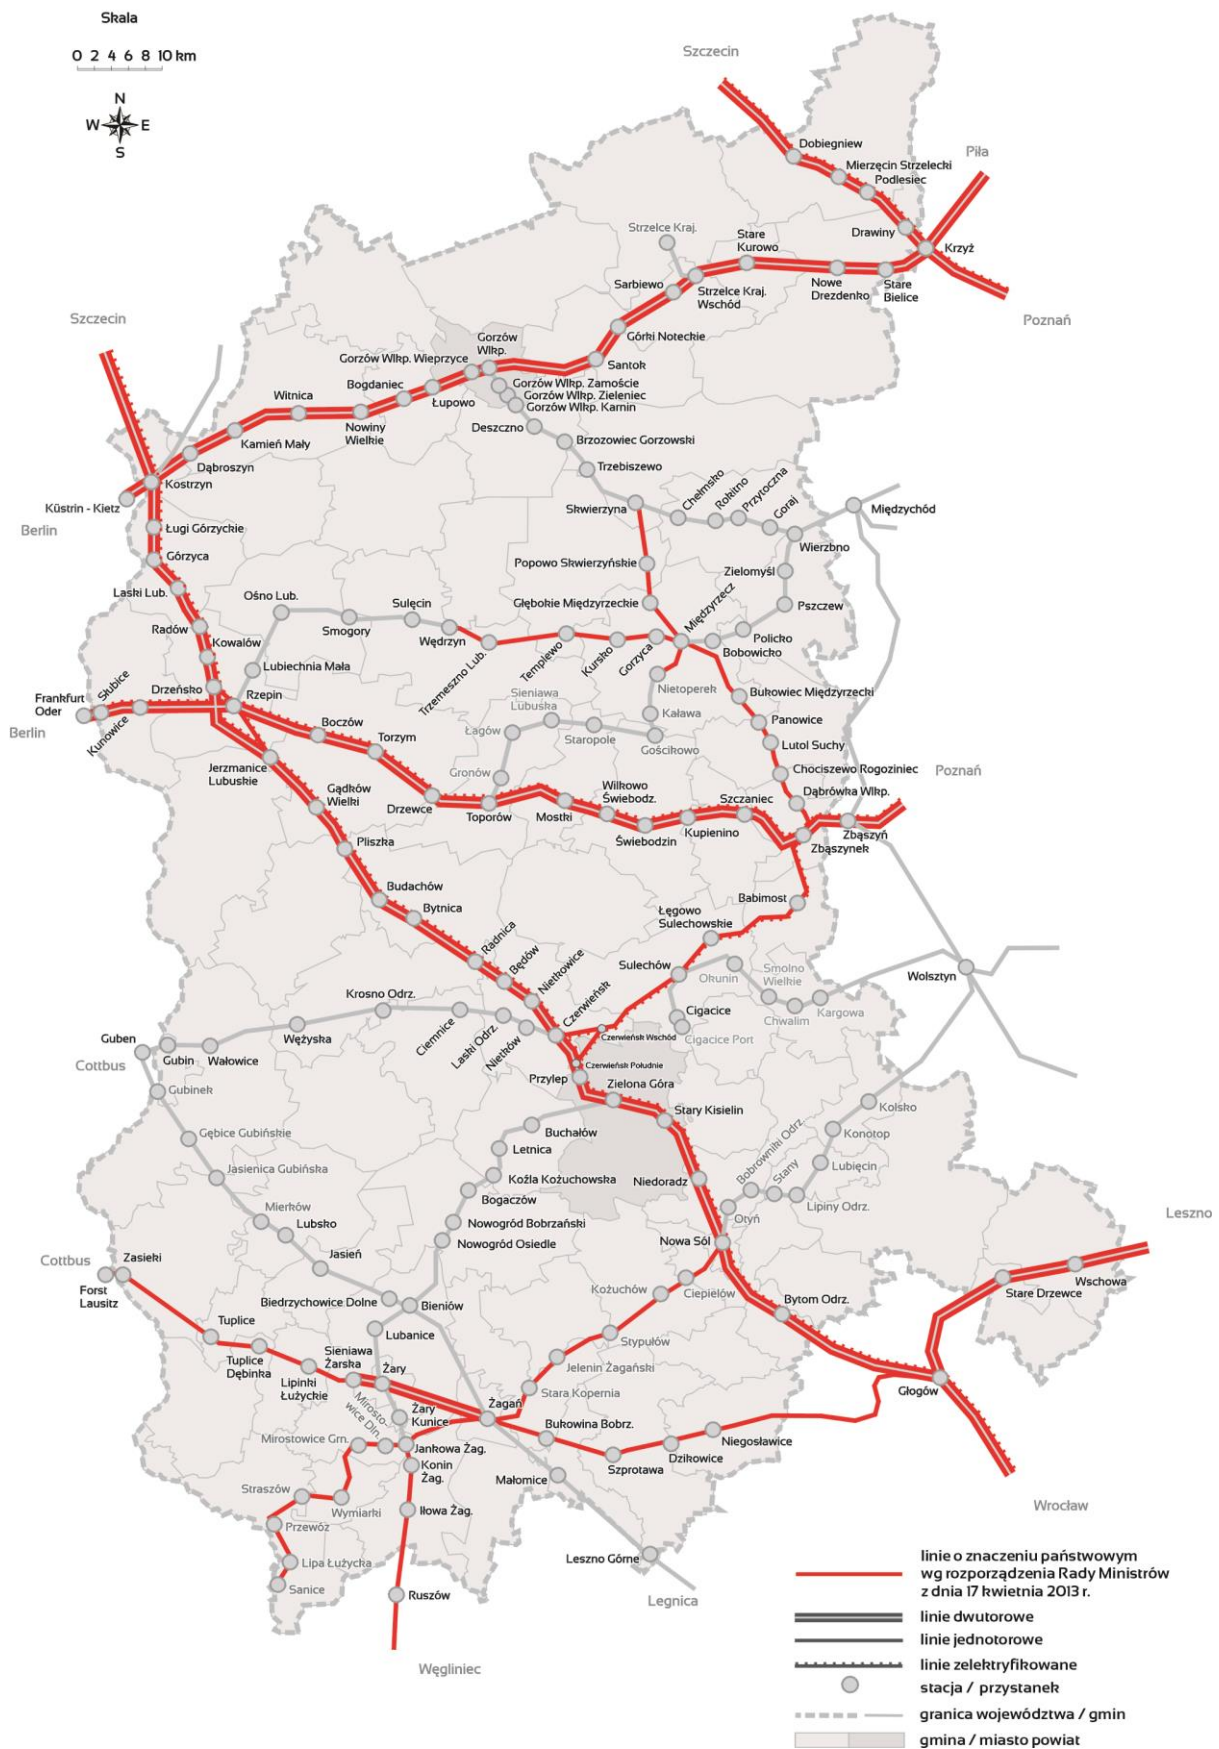 Skala
0 2 4 6 8 10 km
N
W E
S
Szczecin
Dobiegniew
Mierzęcin Strzelecki
Podlesiec
Piła
Drawiny
Krzyż
Strzelce Kraj.
Stare
Kurowo
Sarbiewo
Strzelce Kraj.
Wschód
Nowe
Drezdenko
Stare
Bielice
Poznań
Szczecin
Górki Noteckie
Gorzów
Wlkp.
Santok
Gorzów Wlkp. Wieprzyce
Bogdaniec
Gorzów Wlkp. Zamoście
Gorzów Wlkp. Zieleniec
Gorzów Wlkp. Karnin
Łupowo
Witnica
Nowiny
Wielkie
Kamień Mały
Dąbroszyn
Deszczno
Brzozowiec Gorzowski
Trzebiszewo
Kostrzyn
Küstrin - Kietz
Berlin
Skwierzyna
Chełmsko
Rokitno
Przytoczna
Goraj
Międzychód
Wierzbno
Ługi Górzyckie
Górzyca
Popowo Skwierzyńskie
Zielomyśl
Laski Lub.
Ośno Lub.
Głębokie Międzyrzeckie
Pszczew
Sulęcin
Smogory
Wędrzyn
Międzyrzecz
Radów
Kowalów
Trzemeszno Lub.
Templewo
Kursko
Gorzyca
Policko
Bobowicko
Lubiechnia Mała
Drzeńsko
Rzepin
Frankfurt
Oder
Słubice
Kunowice
Berlin
Nietoperek
Bukowiec Międzyrzecki
Sieniawa
Lubuska
Kaława
Panowice
Boczów
Łagów
Staropole
Gościkowo
Lutol Suchy
Torzym
Jerzmanice
Lubuskie
Gronów
Chociszewo Rogoziniec
Poznań
Gądków
Wielki
Drzewce
Toporów
Mostki
Wilkowo
Świebodz.
Świebodzin
Kupienino
Szczaniec
Dąbrówka Wlkp.
Zbąszyń
Zbąszynek
Pliszka
Budachów
Bytnica
Babimost
Łęgowo
Sulechowskie
Radnica
Będów
Nietkowice
Sulechów
Okunin
Smolno
Wielkie
Chwalim
Kargowa
Wolsztyn
Krosno Odrz.
Wężyska
Ciemnice
Laski Odrz.
Nietków
Czerwieńsk
Cigacice
Cigacice Port
Czerwieńsk Wschód
Guben
Gubin
Wałowice
Cottbus
Gubinek
Czerwieńsk Południe
Przylep
Zielona Góra
Stary Kisielin
Kolsko
Buchałów
Letnica
Konotop
Gębice Gubińskie
Bobrowniki Odrz.
Stany
Lubięcin
Jasienica Gubińska
Koźla Kożuchowska
Niedoradz
Lipiny Odrz.
Bogaczów
Otyń
Mierków
Lubsko
Nowogród Bobrzański
Nowogród Osiedle
Nowa Sól
Leszno
Cottbus
Zasieki
Forst
Lausitz
Jasień
Biedrzychowice Dolne
Bieniów
Kożuchów
Ciepielów
Wschowa
Stare Drzewce
Bytom Odrz.
Tuplice
Lubanice
Stypułów
Tuplice
Dębinka
Sieniawa
Żarska
Żary
Jelenin Żagański
Lipinki
Łużyckie
Stara Kopernia
Głogów
Żagań
Mirosto-
wice Dln.
Żary
Kunice
Bukowina Bobrz.
Mirostowice Grn.
Jankowa Żag.
Niegosławice
Szprotawa
Dzikowice
Konin
Żag.
Małomice
Straszów
Wymiarki
Iłowa Żag.
Wrocław
Przewóz
Lipa Łużycka
Leszno Górne
Sanice
Ruszów
Legnica
Węgliniec
linie o znaczeniu państwowym
wg rozporządzenia Rady Ministrów
z dnia 17 kwietnia 2013 r.
linie dwutorowe
linie jednotorowe
linie zelektryfikowane
stacja / przystanek
granica województwa / gmin
gmina / miasto powiat